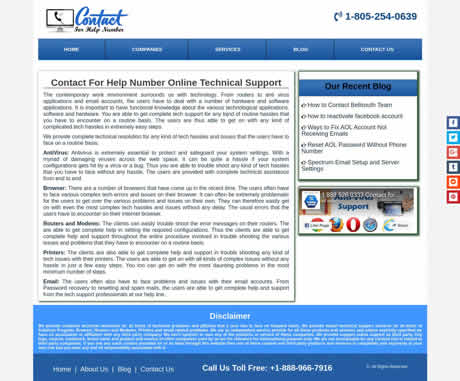 Contact
For Help Number
1-805-254-0639
HOME
COMPANIES
SERVICES
BLOG
CONTACT US
Contact For Help Number Online Technical Support
The contemporary work environment surrounds us with technology. From routers to anti virus
applications and email accounts, the users have to deal with a number of hardware and software
applications. It is important to have functional knowledge about the various technological applications,
software and hardware. You are able to get complete tech support for any kind of routine hassles that
you have to encounter on a routine basis. The users are thus able to get on with any kind of
complicated tech hassles in extremely easy steps.
We provide complete technical resolution for any kind of tech hassles and issues that the users have to
face on a routine basis.
AntiVirus: Antivirus is extremely essential to protect and safeguard your system settings. With a
myriad of damaging viruses across the web space, it can be quite a hassle if your system
configurations gets hit by a virus or a bug. Thus you are able to trouble shoot any kind of tech hassles
that you have to face without any hassle. The users are provided with complete technical assistance
from end to end.
Browser: There are a number of browsers that have come up in the recent time. The users often have
to face various complex tech errors and issues on their browser. It can often be extremely problematic
for the users to get over the various problems and issues on their own. They can therefore easily get
on with even the most complex tech hassles and issues without any delay. The usual errors that the
users have to encounter on their internet browser.
Routers and Modems: The clients can easily trouble shoot the error messages on their routers. The
are able to get complete help in setting the required configurations. Thus the clients are able to get
complete help and support throughout the entire procedure involved in trouble shooting the various
issues and problems that they have to encounter on a routine basis.
Printers: The clients are also able to get complete help and support in trouble shooting any kind of
tech issues with their printers. The users are able to get on with all kinds of complex issues without any
hassle in just a few easy steps. You can can get on with the most daunting problems in the most
minimum number of steps.
Email: The users often also have to face problems and issues with their email accounts. From
Password recovery to resetting and spam mails, the users are able to get complete help and support
from the tech support professionals at our help line.
Our Recent Blog
How to Contact Bellsouth Team
how to reactivate facebook account
Ways to Fix AOL Account Not
Receiving Emails
Reset AOL Password Without Phone
Number
Spectrum Email Setup and Server
Settings
Support
Like Page
Share
Disclaimer
Home | About Us | Blog | Contact Us
Call Us Toll Free: +1-888-966-7916
All Rights Reserved.